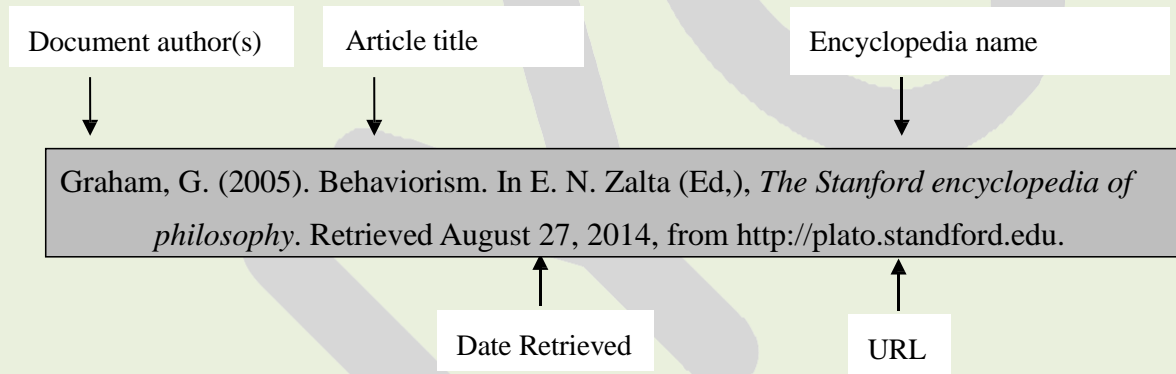 Document author(s)
Article title
Encyclopedia name
Graham, G. (2005). Behaviorism. In E. N. Zalta (Ed,), The Stanford encyclopedia of
philosophy. Retrieved August 27, 2014, from http://plato.standford.edu.
Date Retrieved
URL